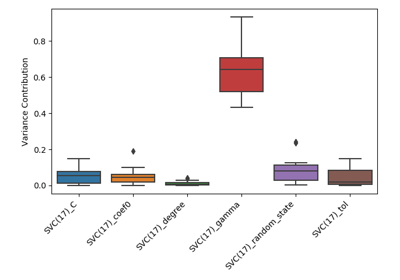 Variance Contribution
0.8
0.6
0.4
0.2
0.0
SVC(17)_C
SVC(17)_coef0
SVC(17)_degree
SVC(17)_gamma
SVC(17)_random_state
SVC(17)_tol